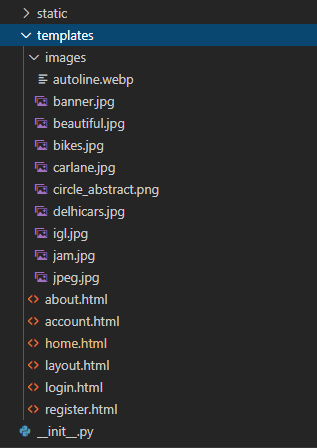 static
templates
images
autoline.webp
banner.jpg
beautiful.jpg
bikes.jpg
carlane.jpg
circle_abstract.png
delhicars.jpg
igl.jpg
jam.jpg
jpeg.jpg
about.html
account.html
home.html
layout.html
login.html
register.html
__init__.py